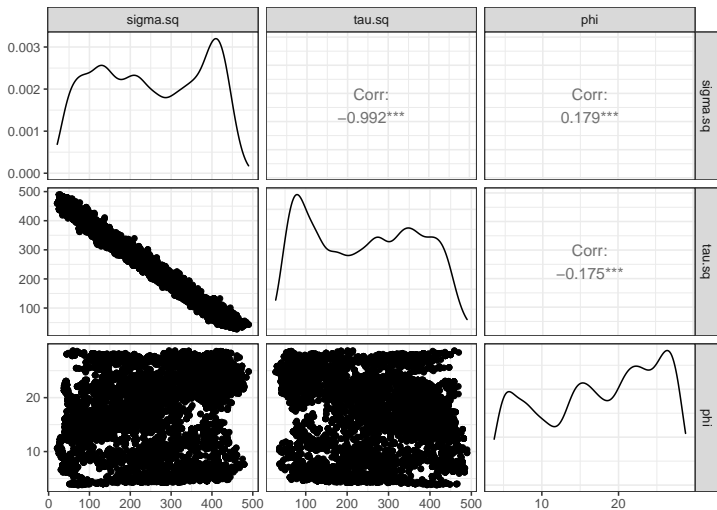 sigma.sq
tau.sq
phi
0.003
0.002
0.001
0.000
Corr:
−0.992***
Corr:
0.179***
sigma.sq
500
400
300
200
100
Corr:
−0.175***
tau.sq
20
10
phi
0 100 200 300 400 500
100 200 300 400 500
10 20